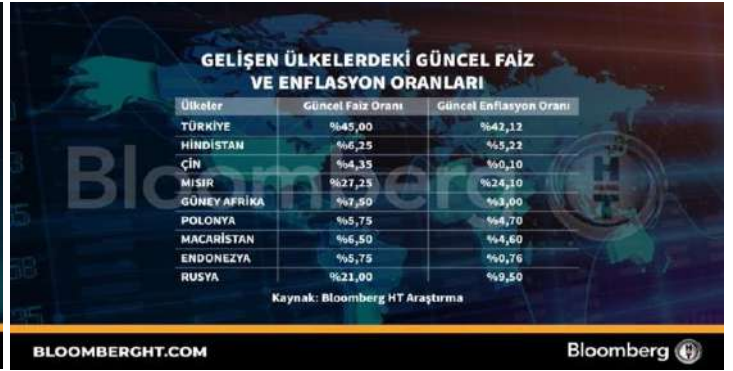 GELİŞEN ÜLKELERDEKİ GÜNCEL FAİZ
VE ENFLASYON ORANLARI
Ülkeler Güncel Faiz Oranı Güncel Enflasyon Oranı
TÜRKİYE %45,00 %42,12
HİNDİSTAN %6,25 %5,22
ÇİN %4,35 %0,10
MISIR %27,25 %24,10
GÜNEY AFRİKA %7,50 %3,00
POLONYA %5,75 %4,70
MACARİSTAN %6,50 %4,60
ENDONEZYA %5,75 %0,76
RUSYA %21,00 %9,50
Kaynak: Bloomberg HT Araştırma
Bloomberg HT
BLOOMBERGHT.COM Bloomberg HT